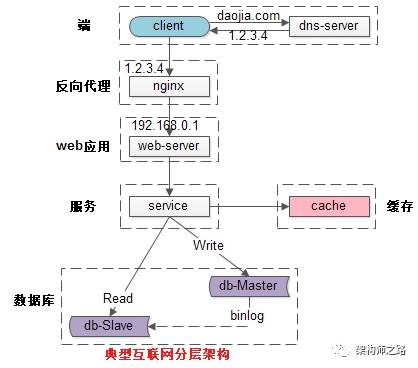 端
client
daojia.com
1.2.3.4
dns-server
1.2.3.4
反向代理
nginx
192.168.0.1
web应用
web-server
服务
service
cache
缓存
Write
Read
数据库
db-Master
binlog
db-Slave
典型互联网分层架构
架构师之路